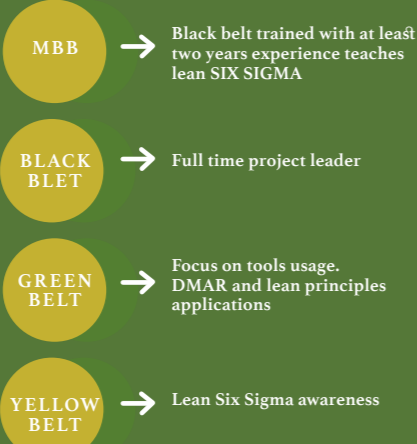 MBB
Black belt trained with at least
two years experience teaches
lean SIX SIGMA
BLACK
BLET
Full time project leader
GREEN
BELT
Focus on tools usage.
DMAR and lean principles
applications
YELLOW
BELT
Lean Six Sigma awareness